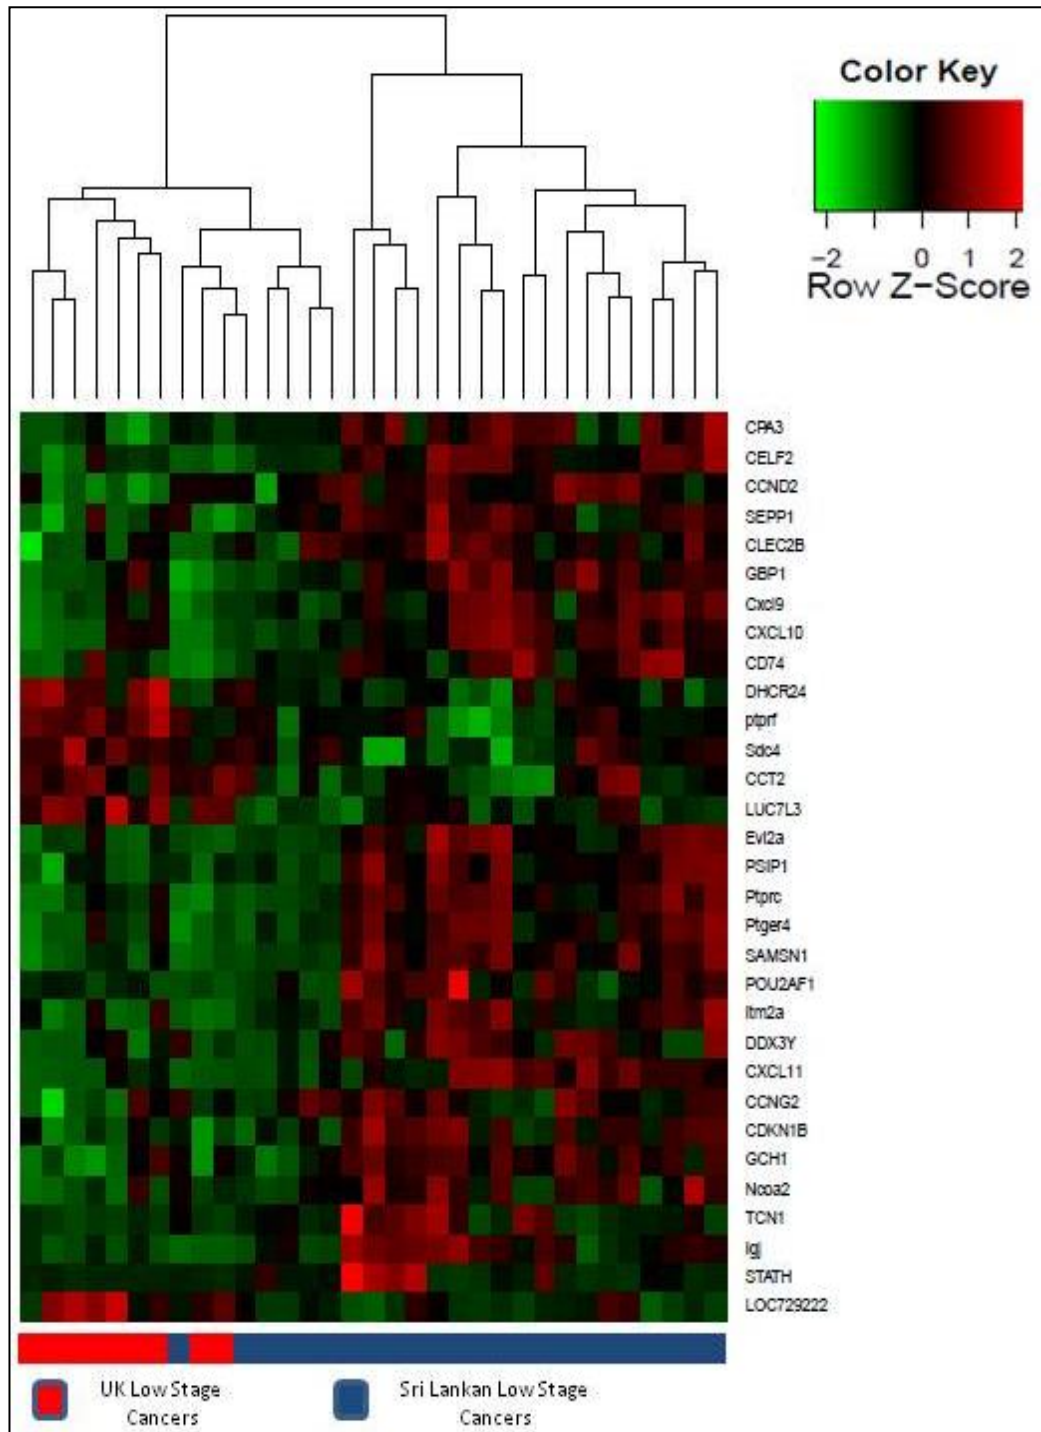 Color Key
−2 0 1 2
Row Z−Score
CPA3
CELF2
CCND2
SEPP1
CLEC2B
GBP1
Cxcl9
CXCL10
CD74
DHCR24
ptprf
Sdc4
CCT2
LUC7L3
Evi2a
PSIP1
Ptprc
Ptger4
SAMSN1
POU2AF1
Itm2a
DDX3Y
CXCL11
CCNG2
CDKN1B
GCH1
Ncoa2
TCN1
Igj
STATH
LOC729222
UK Low Stage
Cancers
Sri Lankan Low Stage
Cancers